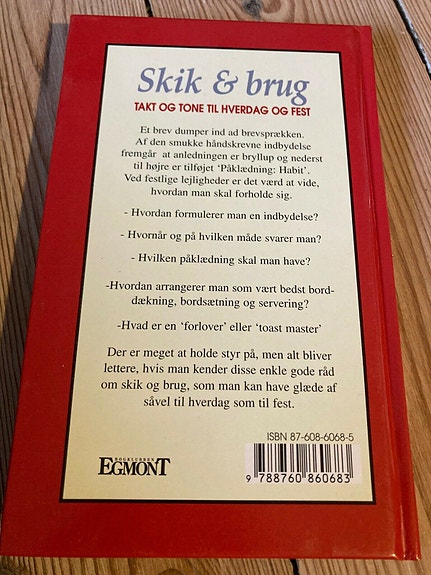 Skik & brug
TAKT OG TONE TIL HVERDAG OG FEST
Et brev dumper ind ad brevsprækken.
Af den smukke håndskrevne indbydelse
fremgår at anledningen er bryllup og nederst
til højre er tilføjet 'Påklædning: Habit'.
Ved festlige lejligheder er det værd at vide,
hvordan man skal forholde sig.
- Hvordan formulerer man en indbydelse?
- Hvornår og på hvilken måde svarer man?
- Hvilken påklædning skal man have?
-Hvordan arrangerer man som vært bedst bord-
dækning, bordsætning og servering?
-Hvad er en 'forlover' eller 'toast master'
Der er meget at holde styr på, men alt bliver
lettere, hvis man kender disse enkle gode råd
om skik og brug, som man kan have glæde af
såvel til hverdag som til fest.
ISBN 87-608-6068-5
BOGKLUBBEN
EGMONT
9 788760 860683